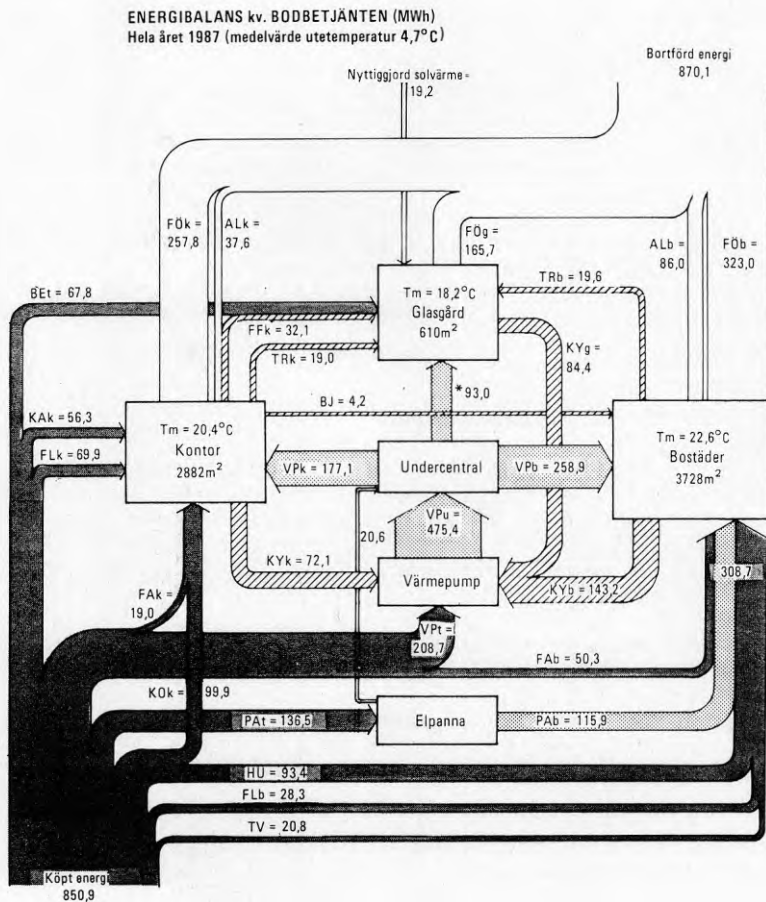 ENERGIBALANS kv. BODBETJÄNTEN (MWh)
Hela året 1987 (medelvärde utetemperatur 4,7°C)
Bortförd energi
870,1
Nyttiggjord solvärme =
19,2
FÖk =
257,8
ALk =
37,6
FÖg =
165,7
ALb =
86,0
FÖb =
323,0
BEt = 67,8
Tm = 18,2°C
Glasgård
610m²
TRb = 19,6
FFk = 32,1
TRk = 19,0
KYg =
84,4
*93,0
BJ = 4,2
KAk = 56,3
FLk = 69,9
Tm = 20,4°C
Kontor
2882m²
VPk = 177,1
Undercentral
VPb = 258,9
Tm = 22,6°C
Bostäder
3728m²
20,6
VPu =
475,4
KYk = 72,1
Värmepump
KYb = 143,2
308,7
FAk =
19,0
VPt =
208,7
FAb = 50,3
KOk = 99,9
PAt = 136,5
Elpanna
PAb = 115,9
HU = 93,4
FLb = 28,3
TV = 20,8
Köpt energi
850,9